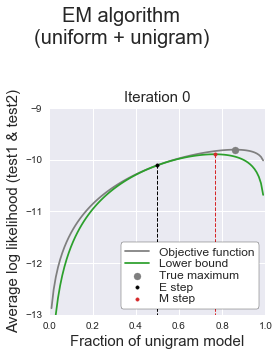 EM algorithm
(uniform + unigram)
Iteration 0
Average log likelihood (test1 & test2)
-9
-10
-11
-12
-13
Objective function
Lower bound
True maximum
E step
M step
0.0 0.2 0.4 0.6 0.8 1.0
Fraction of unigram model